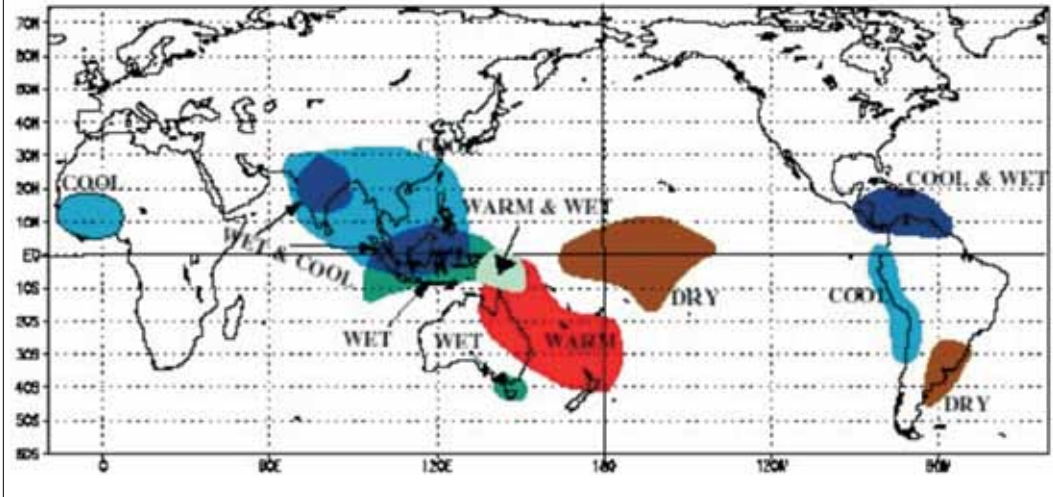 70N
60N
50N
40N
30N
20N
10N
EQ
10S
20S
30S
40S
50S
60S
COOL
COOL
WET & COOL
WARM & WET
COOL & WET
WET
WET
WARM
DRY
COOL
DRY
0
60E
120E
180
120W
60W